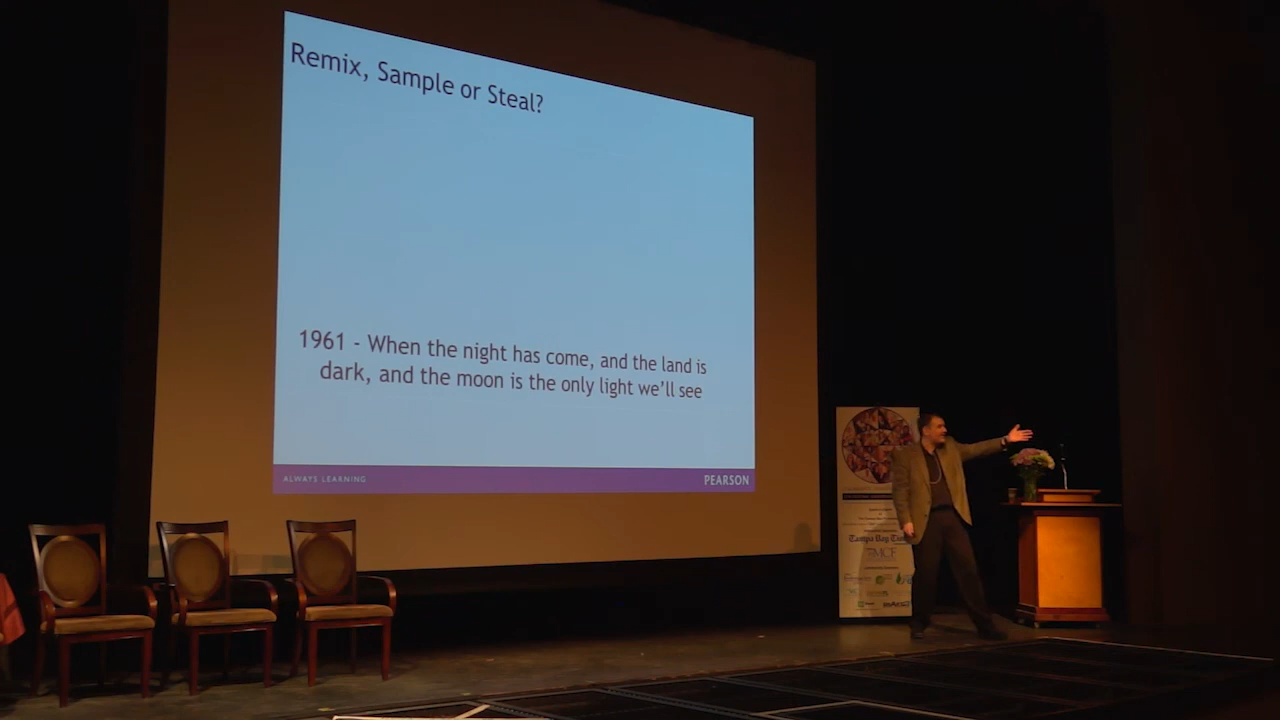 Remix, Sample or Steal?
1961 - When the night has come, and the land is
dark, and the moon is the only light we'll see
ALWAYS LEARNING
PEARSON
Tampa Bay
MCF